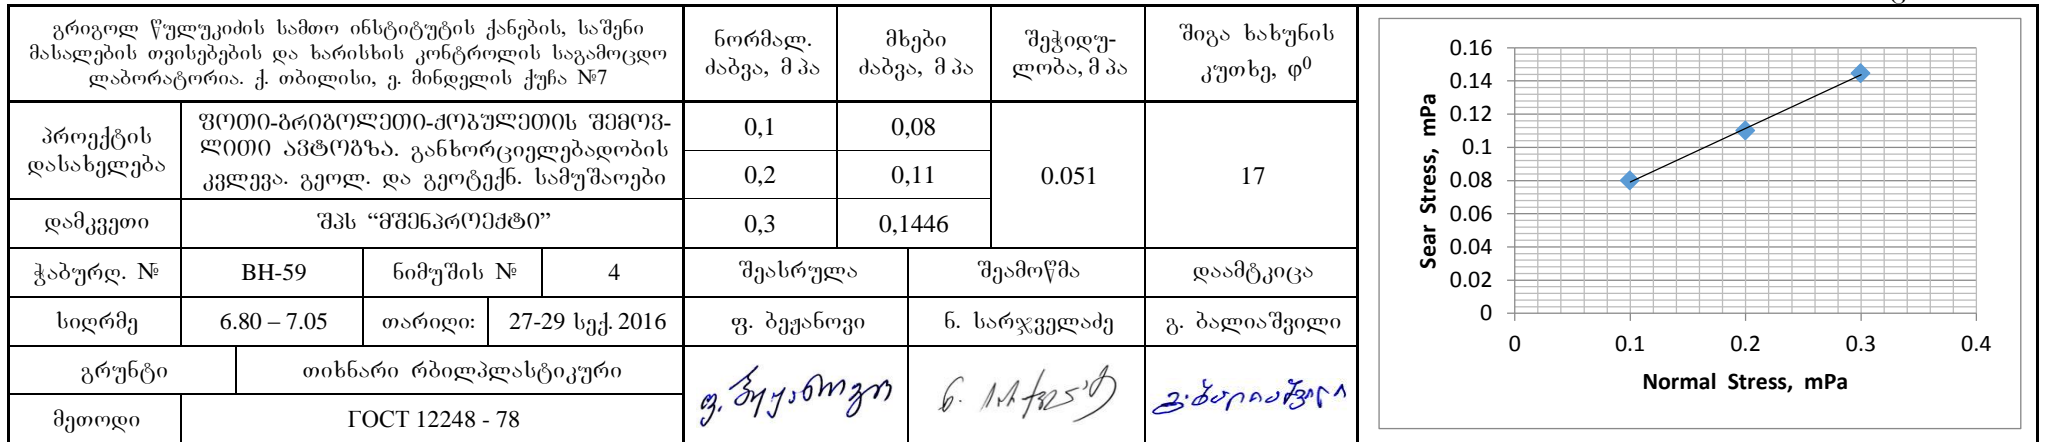 გრიგოლ წულუკიძის სამთო ინსტიტუტის ქანების, საშენი
მასალების თვისებების და ხარისხის კონტროლის საგამოცდო
ლაბორატორია. ქ. თბილისი, ე. მინდელის ქუჩა №7
ნორმალ.
ძაბვა, მპა
მხები
ძაბვა, მპა
შეჭიდუ-
ლობა, მპა
შიგა ხახუნის
კუთხე, φ⁰
პროექტის
დასახელება
ფოთი-გრიგოლეთი-ქობულეთის შემოვ-
ლითი ავტოგზა. განხორციელებადობის
კვლევა. გეოლ. და გეოტექნ. სამუშაოები
0,1
0,08
0,2
0,11
0.051
17
დამკვეთი
შპს “მშენპროექტი”
0,3
0,1446
ჭაბურღ. №
BH-59
ნიმუშის №
4
შეასრულა
შეამოწმა
დაამტკიცა
სიღრმე
6.80 – 7.05
თარიღი:
27-29 სექ. 2016
ფ. ბეჟანოვი
ნ. სარჯველაძე
გ. ბალიაშვილი
გრუნტი
თიხნარი რბილპლასტიკური
მეთოდი
ГОСТ 12248 - 78
0.16
0.14
0.12
0.1
0.08
0.06
0.04
0.02
0
Sear Stress, mPa
0
0.1
0.2
0.3
0.4
Normal Stress, mPa